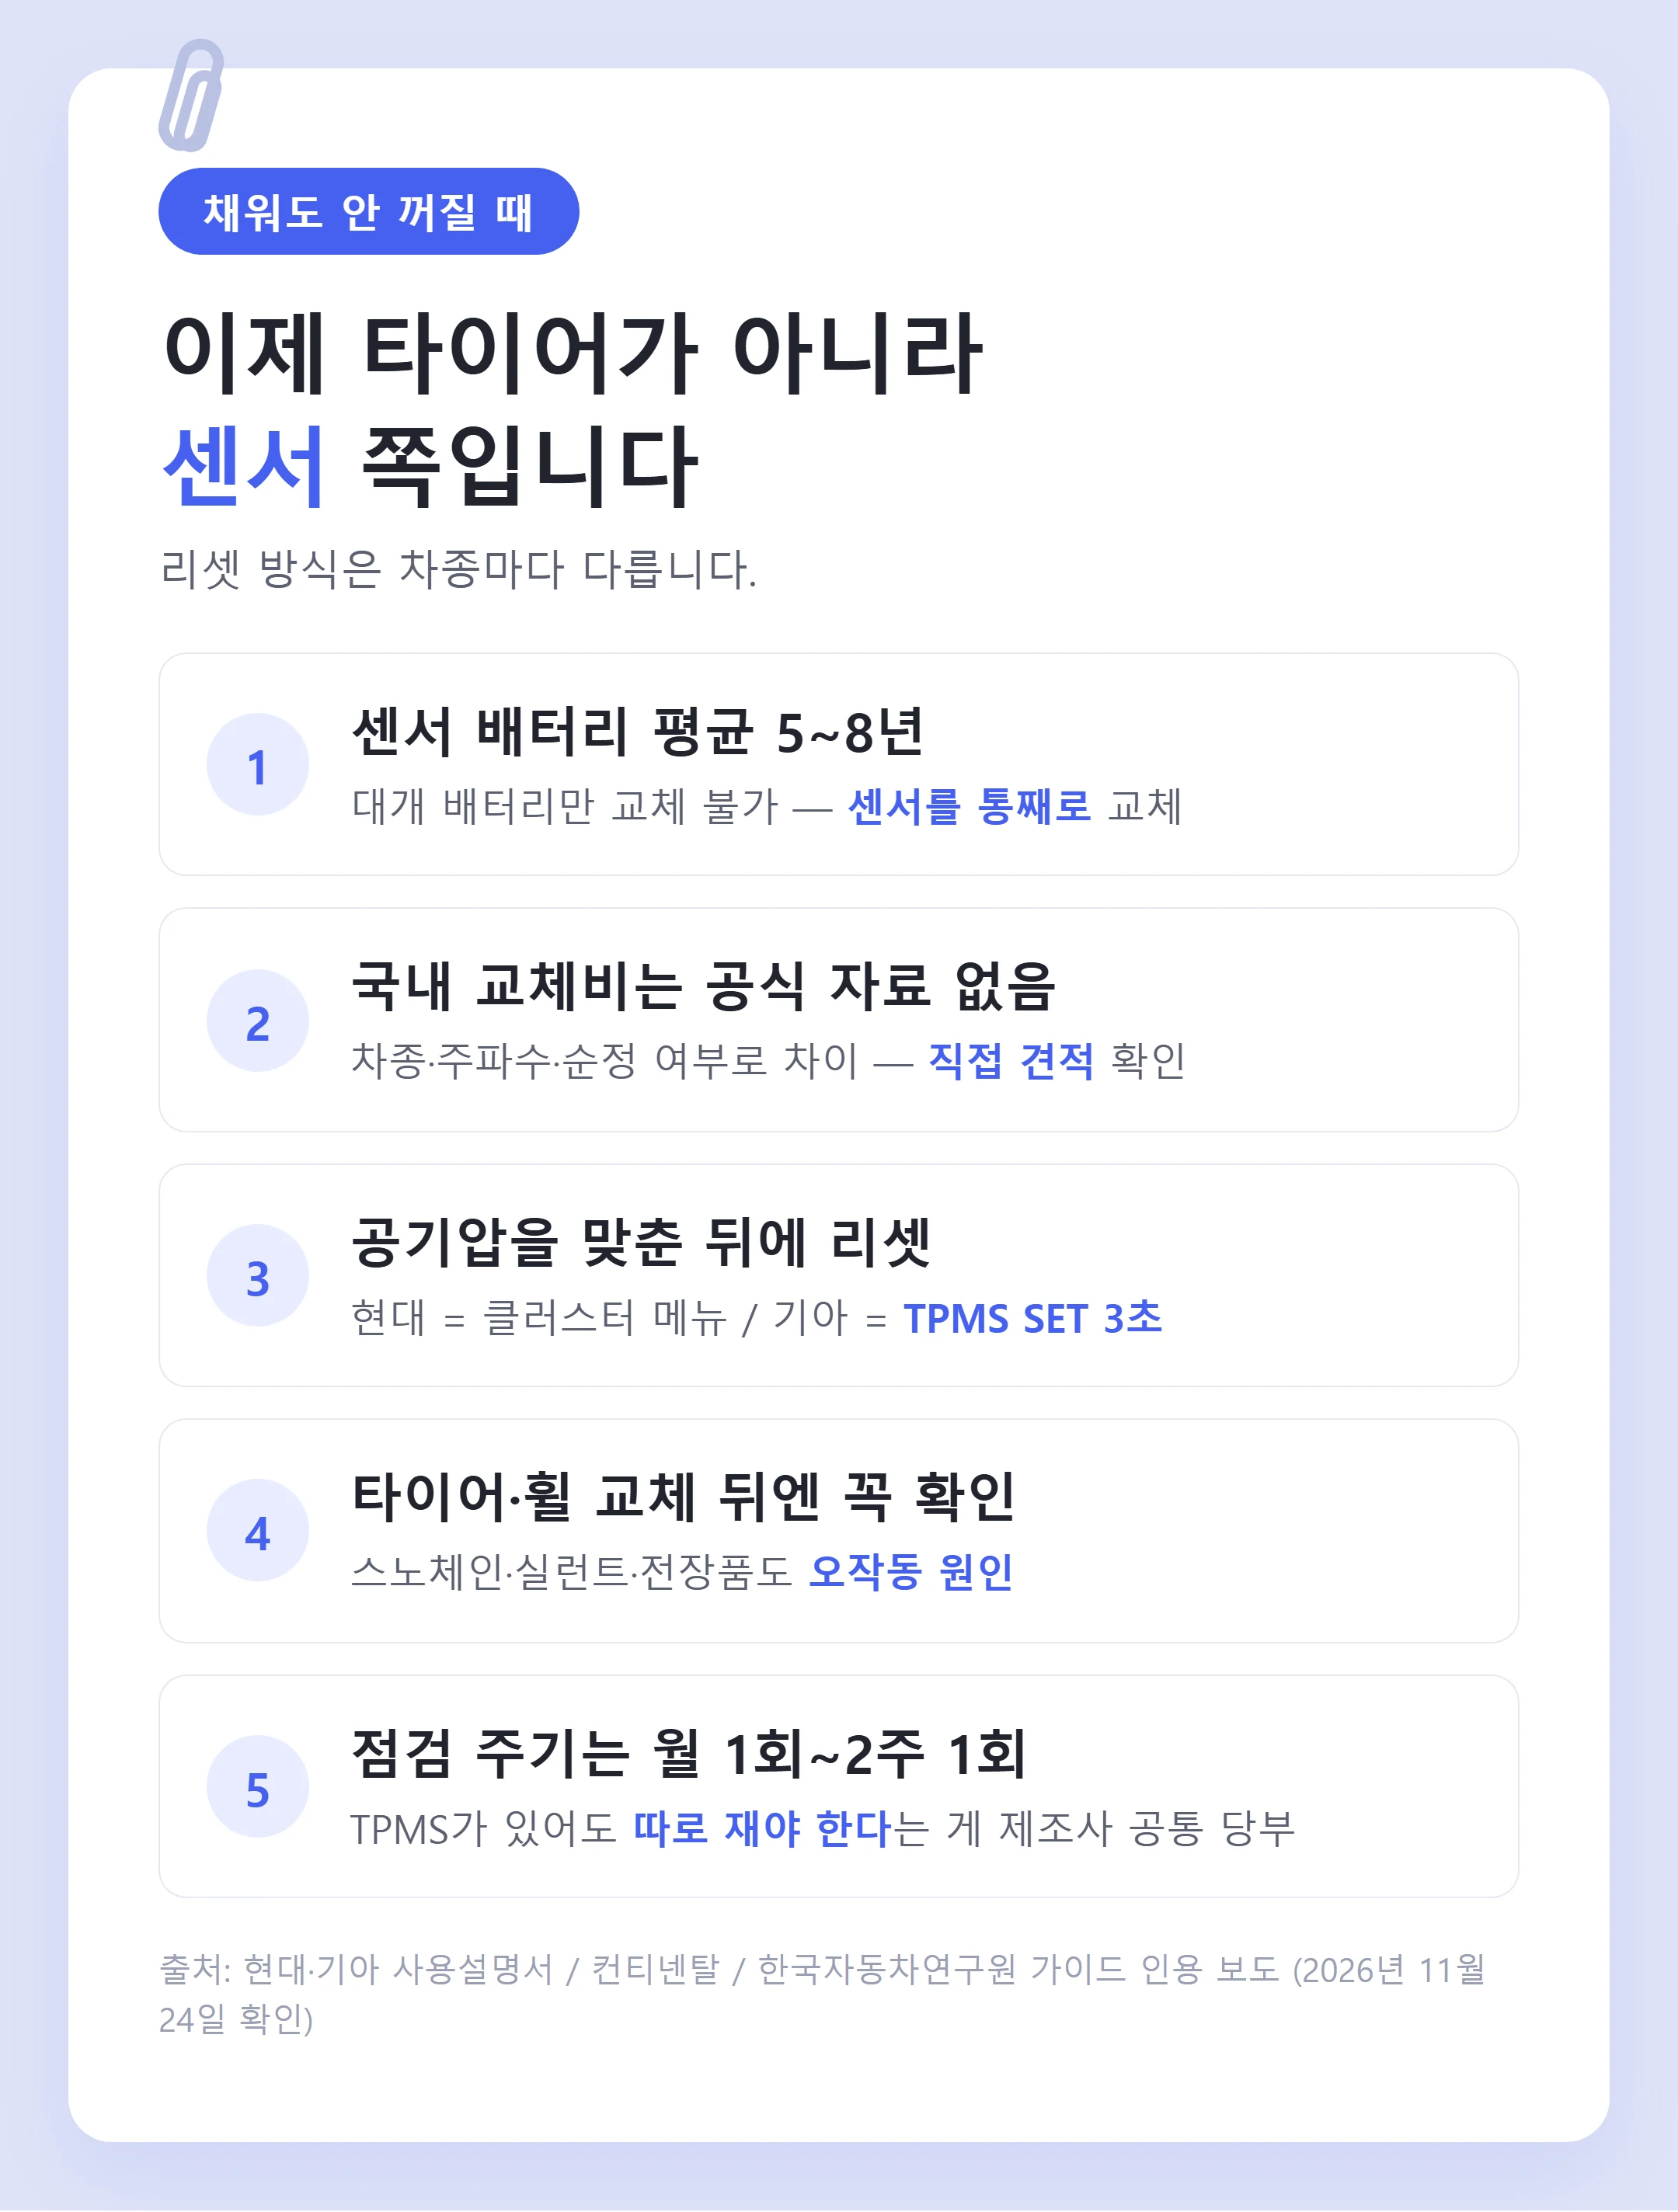 채워도 안 꺼질 때
이제 타이어가 아니라
센서 쪽입니다
리셋 방식은 차종마다 다릅니다.
1
센서 배터리 평균 5~8년
대개 배터리만 교체 불가 — 센서를 통째로 교체
2
국내 교체비는 공식 자료 없음
차종·주파수·순정 여부로 차이 — 직접 견적 확인
3
공기압을 맞춘 뒤에 리셋
현대 = 클러스터 메뉴 / 기아 = TPMS SET 3초
4
타이어·휠 교체 뒤엔 꼭 확인
스노체인·실런트·전장품도 오작동 원인
5
점검 주기는 월 1회~2주 1회
TPMS가 있어도 따로 재야 한다는 게 제조사 공통 당부
출처: 현대·기아 사용설명서 / 컨티넨탈 / 한국자동차연구원 가이드 인용 보도 (2026년 11월
24일 확인)